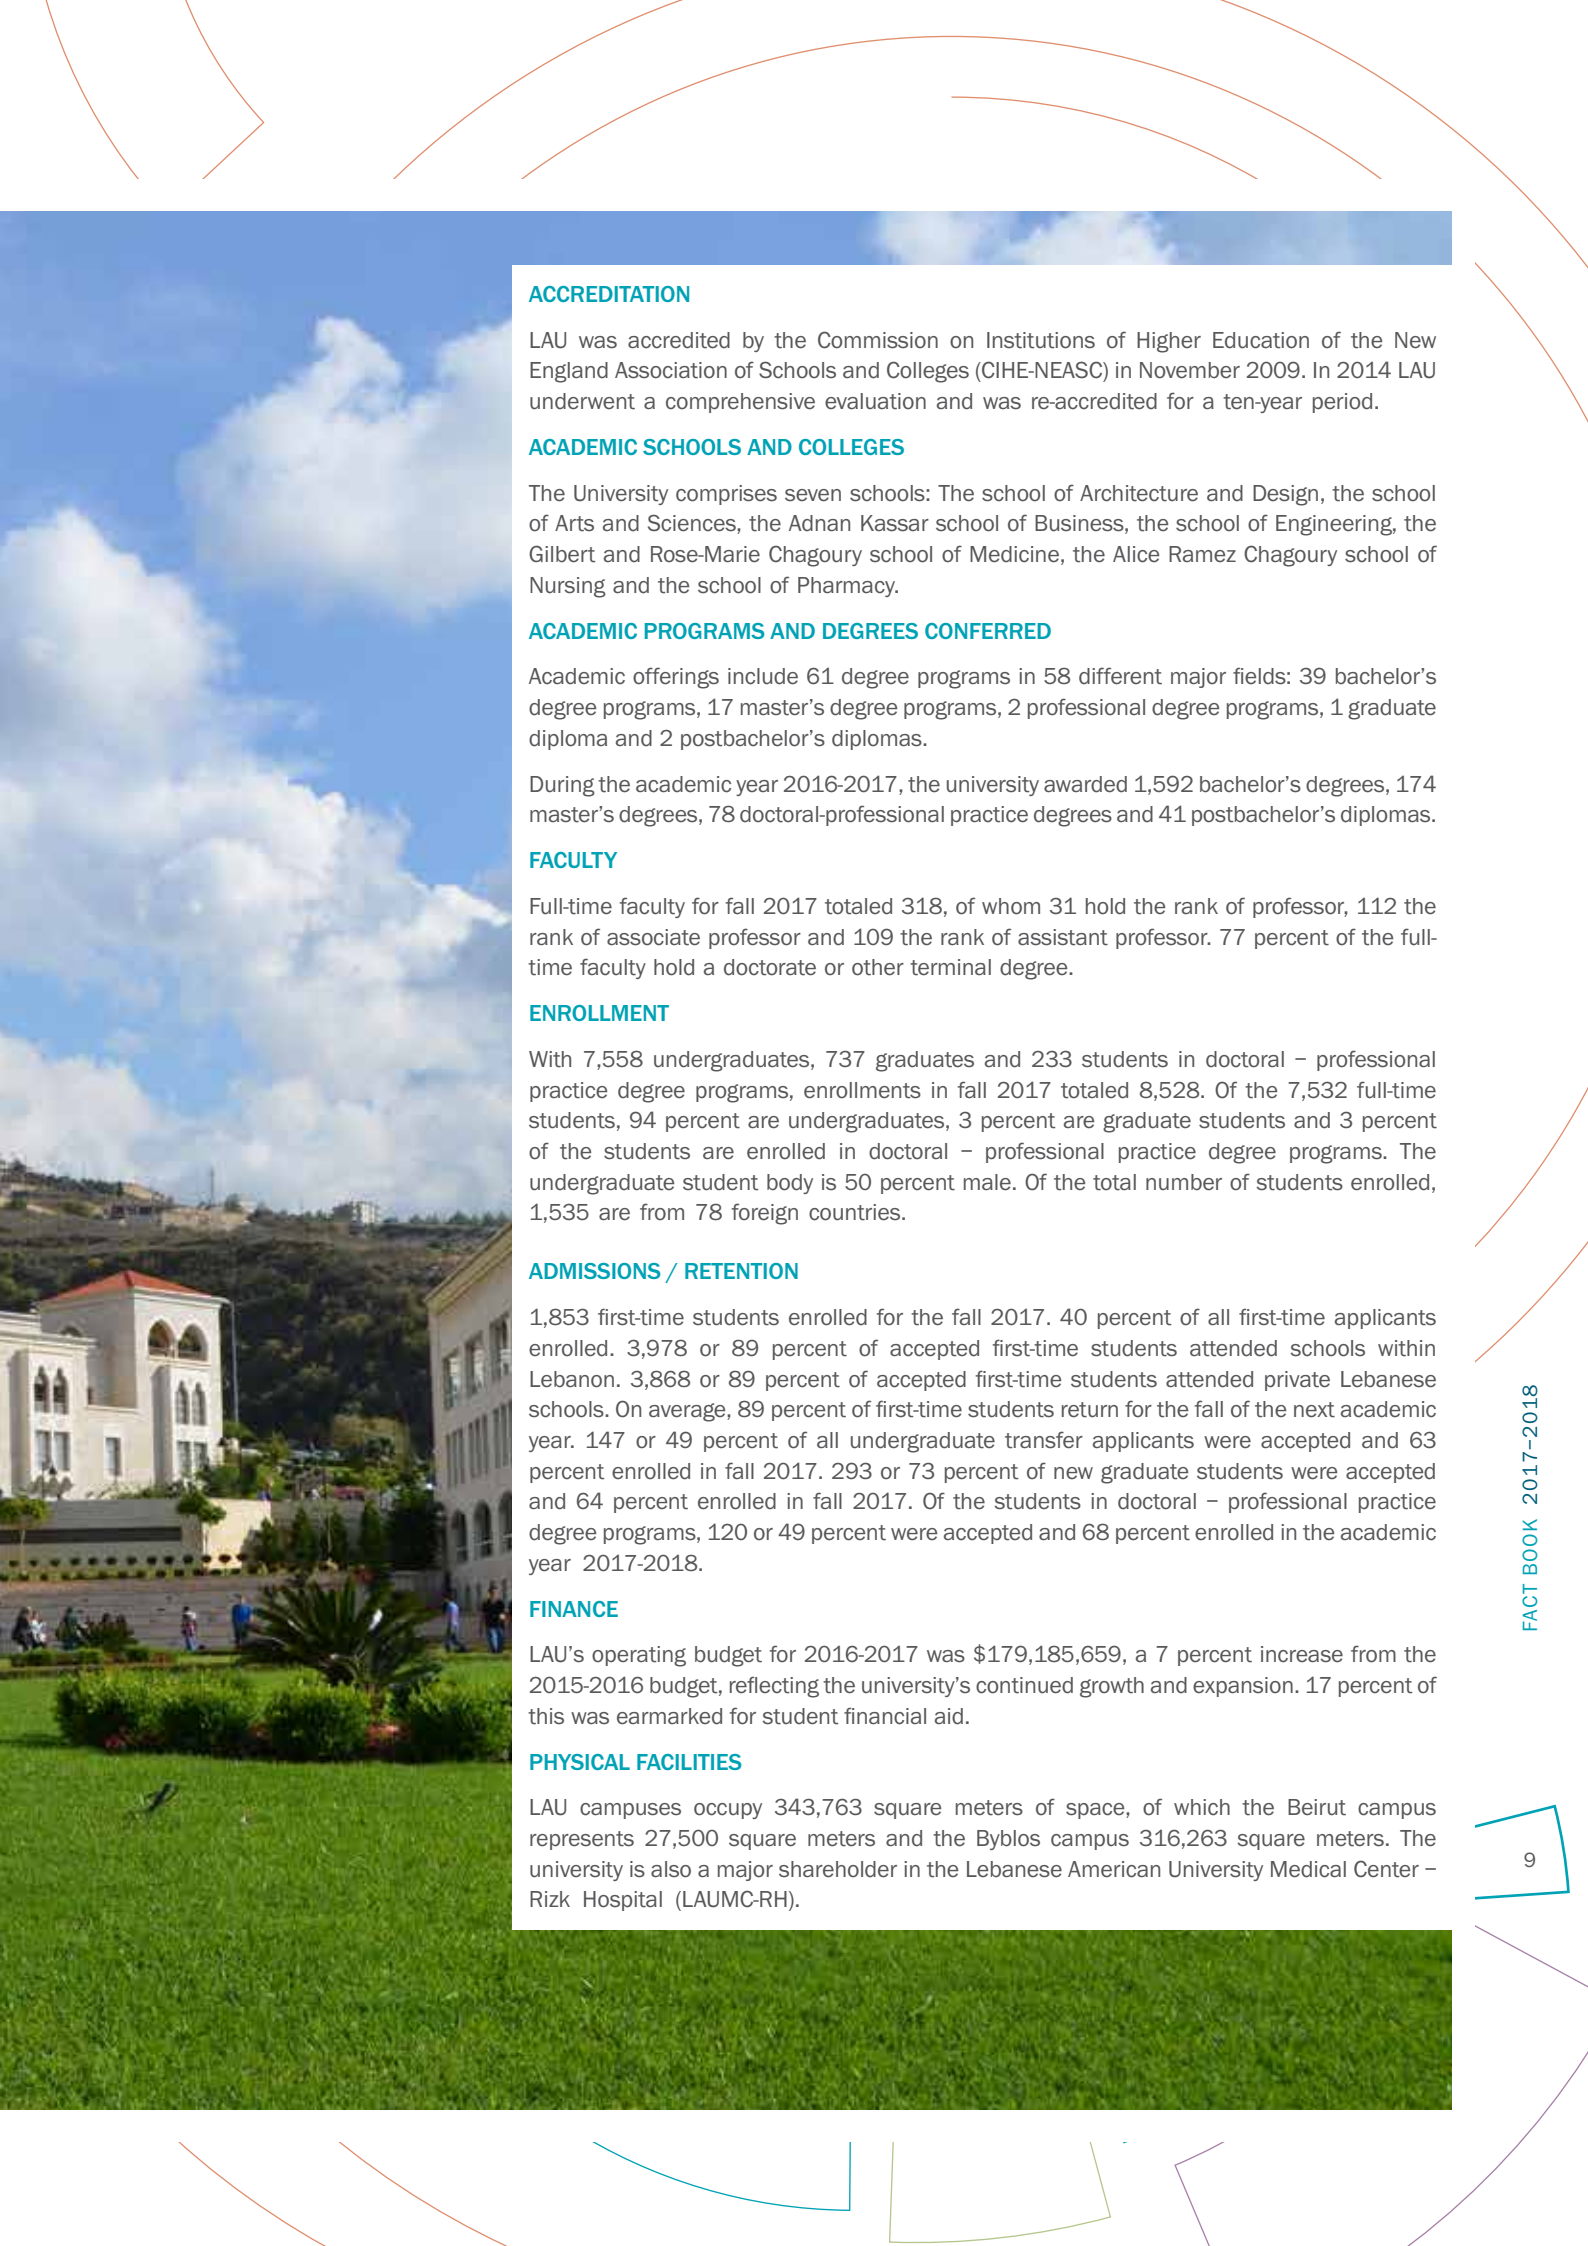 ACCREDITATION
LAU was accredited by the Commission on Institutions of Higher Education of the New
England Association of Schools and Colleges (CIHE-NEASC) in November 2009. In 2014 LAU
underwent a comprehensive evaluation and was re-accredited for a ten-year period.
ACADEMIC SCHOOLS AND COLLEGES
The University comprises seven schools: The school of Architecture and Design, the school
of Arts and Sciences, the Adnan Kassar school of Business, the school of Engineering, the
Gilbert and Rose-Marie Chagoury school of Medicine, the Alice Ramez Chagoury school of
Nursing and the school of Pharmacy.
ACADEMIC PROGRAMS AND DEGREES CONFERRED
Academic offerings include 61 degree programs in 58 different major fields: 39 bachelor’s
degree programs, 17 master’s degree programs, 2 professional degree programs, 1 graduate
diploma and 2 postbachelor’s diplomas.
During the academic year 2016-2017, the university awarded 1,592 bachelor’s degrees, 174
master’s degrees, 78 doctoral-professional practice degrees and 41 postbachelor’s diplomas.
FACULTY
Full-time faculty for fall 2017 totaled 318, of whom 31 hold the rank of professor, 112 the
rank of associate professor and 109 the rank of assistant professor. 77 percent of the full-
time faculty hold a doctorate or other terminal degree.
ENROLLMENT
With 7,558 undergraduates, 737 graduates and 233 students in doctoral – professional
practice degree programs, enrollments in fall 2017 totaled 8,528. Of the 7,532 full-time
students, 94 percent are undergraduates, 3 percent are graduate students and 3 percent
of the students are enrolled in doctoral – professional practice degree programs. The
undergraduate student body is 50 percent male. Of the total number of students enrolled,
1,535 are from 78 foreign countries.
ADMISSIONS / RETENTION
1,853 first-time students enrolled for the fall 2017. 40 percent of all first-time applicants
enrolled. 3,978 or 89 percent of accepted first-time students attended schools within
Lebanon. 3,868 or 89 percent of accepted first-time students attended private Lebanese
schools. On average, 89 percent of first-time students return for the fall of the next academic
year. 147 or 49 percent of all undergraduate transfer applicants were accepted and 63
percent enrolled in fall 2017. 293 or 73 percent of new graduate students were accepted
and 64 percent enrolled in fall 2017. Of the students in doctoral – professional practice
degree programs, 120 or 49 percent were accepted and 68 percent enrolled in the academic
year 2017-2018.
FINANCE
LAU’s operating budget for 2016-2017 was $179,185,659, a 7 percent increase from the
2015-2016 budget, reflecting the university’s continued growth and expansion. 17 percent of
this was earmarked for student financial aid.
PHYSICAL FACILITIES
LAU campuses occupy 343,763 square meters of space, of which the Beirut campus
represents 27,500 square meters and the Byblos campus 316,263 square meters. The
university is also a major shareholder in the Lebanese American University Medical Center –
Rizk Hospital (LAUMC-RH).
FACT BOOK 2017–2018
9